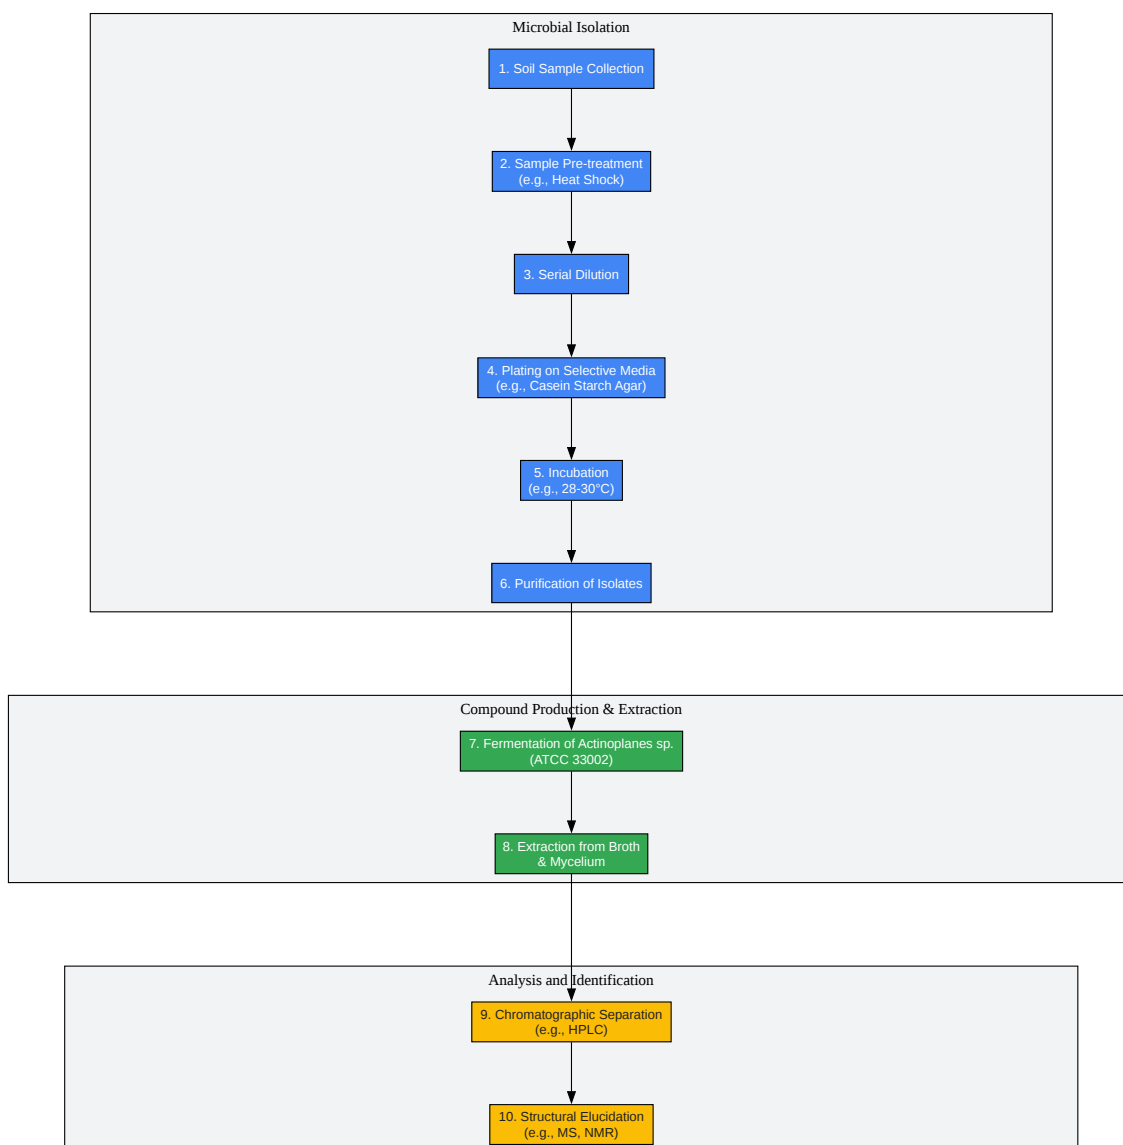 Microbial Isolation
1. Soil Sample Collection
2. Sample Pre-treatment
(e.g., Heat Shock)
3. Serial Dilution
4. Plating on Selective Media
(e.g., Casein Starch Agar)
5. Incubation
(e.g., 28-30°C)
6. Purification of Isolates
Compound Production & Extraction
7. Fermentation of Actinoplanes sp.
(ATCC 33002)
8. Extraction from Broth
& Mycelium
Analysis and Identification
9. Chromatographic Separation
(e.g., HPLC)
10. Structural Elucidation
(e.g., MS, NMR)